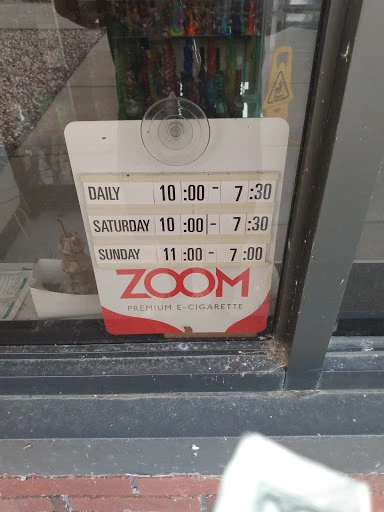 DAILY 10:00 - 7:30
SATURDAY 10:00 - 7:30
SUNDAY 11:00 - 7:00
ZOOM
PREMIUM E-CIGARETTE